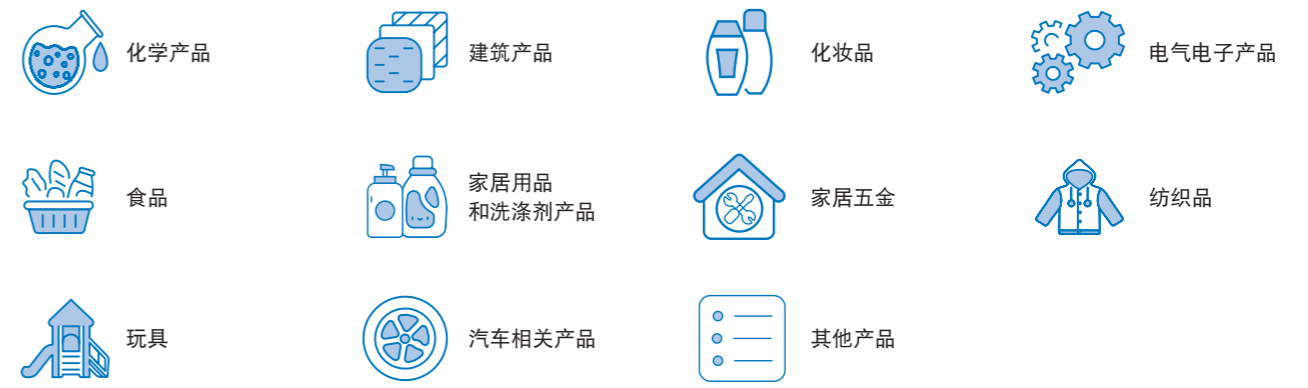 化学产品
建筑产品
化妆品
电气电子产品
食品
家居用品
和洗涤剂产品
家居五金
纺织品
玩具
汽车相关产品
其他产品